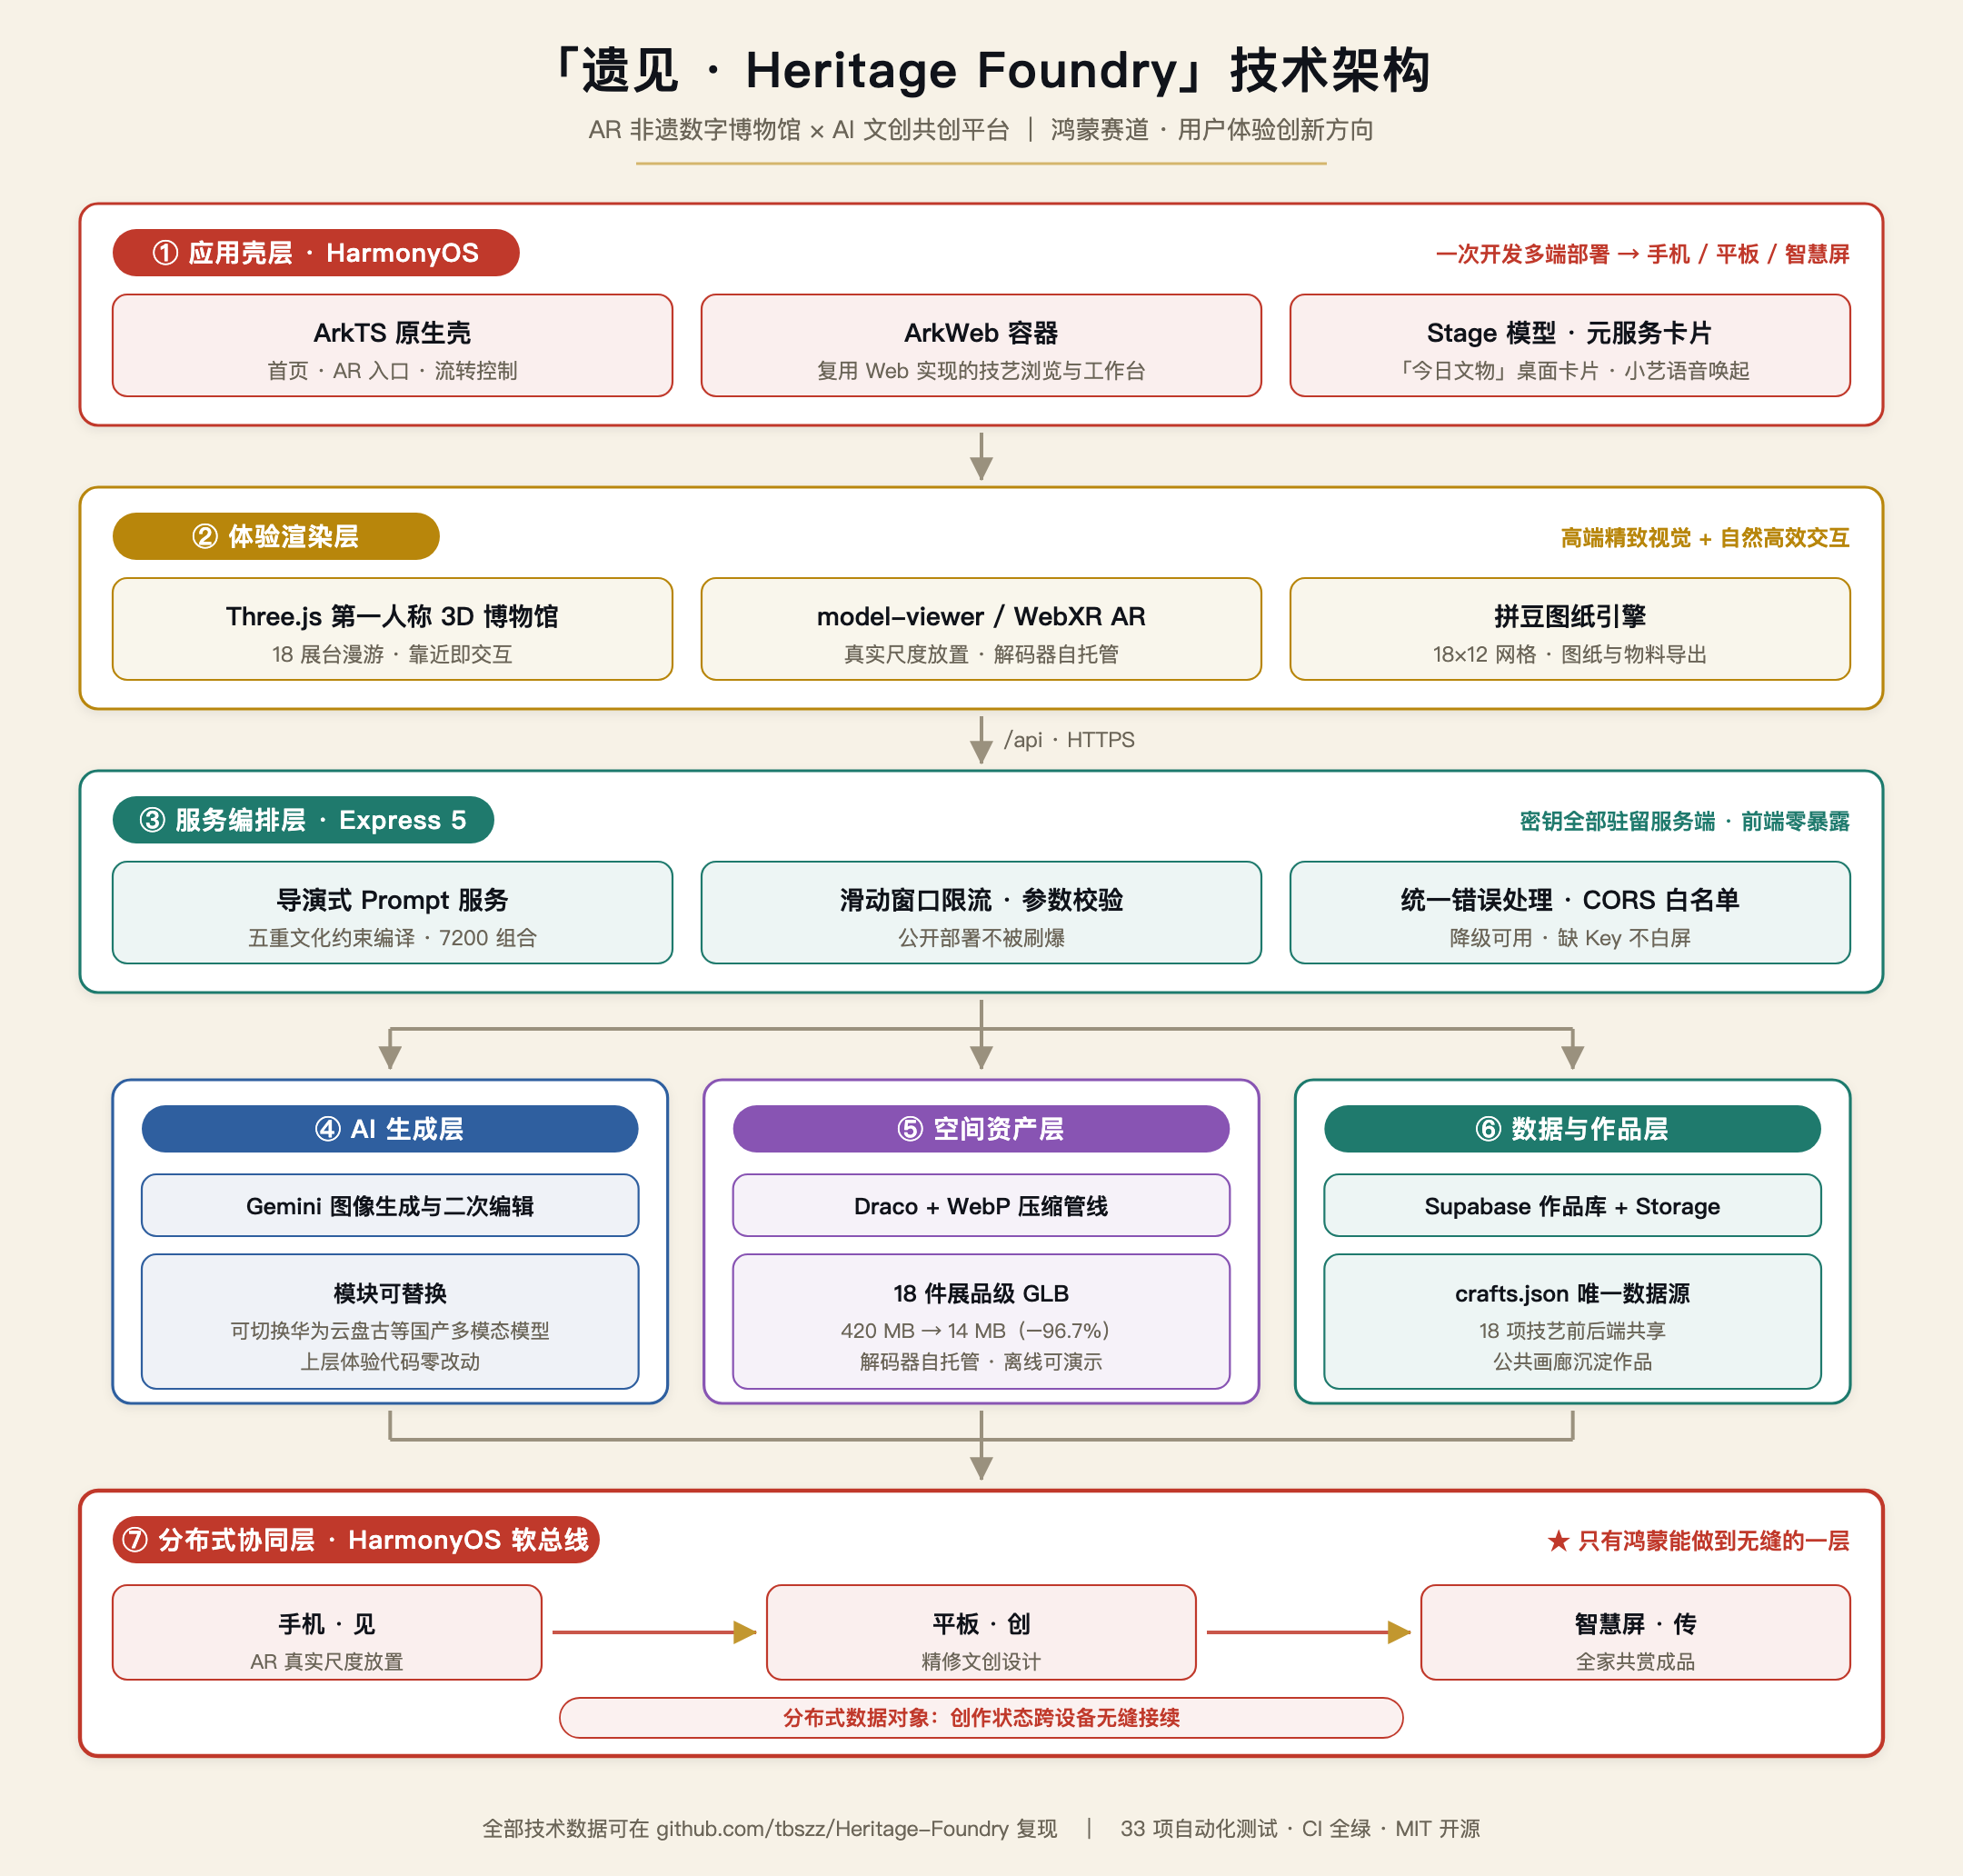 「遗见 · Heritage Foundry」技术架构
AR 非遗数字博物馆 × AI 文创共创平台 ｜ 鸿蒙赛道 · 用户体验创新方向
① 应用壳层 · HarmonyOS
一次开发多端部署 → 手机 / 平板 / 智慧屏
ArkTS 原生壳
首页 · AR 入口 · 流转控制
ArkWeb 容器
复用 Web 实现的技艺浏览与工作台
Stage 模型 · 元服务卡片
「今日文物」桌面卡片 · 小艺语音唤起
② 体验渲染层
高端精致视觉 + 自然高效交互
Three.js 第一人称 3D 博物馆
18 展台漫游 · 靠近即交互
model-viewer / WebXR AR
真实尺度放置 · 解码器自托管
拼豆图纸引擎
18×12 网格 · 图纸与物料导出
/api · HTTPS
③ 服务编排层 · Express 5
密钥全部驻留服务端 · 前端零暴露
导演式 Prompt 服务
五重文化约束编译 · 7200 组合
滑动窗口限流 · 参数校验
公开部署不被刷爆
统一错误处理 · CORS 白名单
降级可用 · 缺 Key 不白屏
④ AI 生成层
Gemini 图像生成与二次编辑
模块可替换
可切换华为云盘古等国产多模态模型
上层体验代码零改动
⑤ 空间资产层
Draco + WebP 压缩管线
18 件展品级 GLB
420 MB → 14 MB（−96.7%）
解码器自托管 · 离线可演示
⑥ 数据与作品层
Supabase 作品库 + Storage
crafts.json 唯一数据源
18 项技艺前后端共享
公共画廊沉淀作品
⑦ 分布式协同层 · HarmonyOS 软总线
★ 只有鸿蒙能做到无缝的一层
手机 · 见
AR 真实尺度放置
平板 · 创
精修文创设计
智慧屏 · 传
全家共赏成品
分布式数据对象：创作状态跨设备无缝接续
全部技术数据可在 github.com/tbszz/Heritage-Foundry 复现 ｜ 33 项自动化测试 · CI 全绿 · MIT 开源